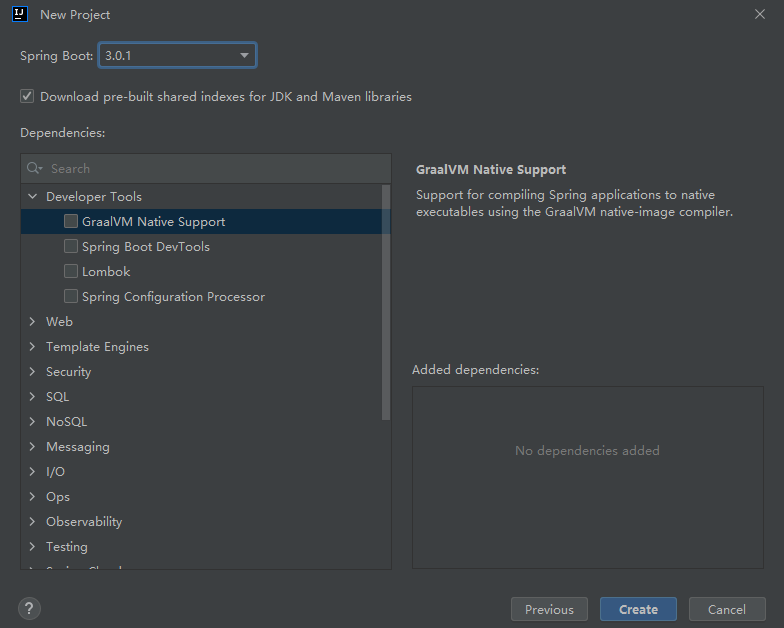 IJ
New Project
Spring Boot: 3.0.1
Download pre-built shared indexes for JDK and Maven libraries
Dependencies:
Search
Developer Tools
GraalVM Native Support
Spring Boot DevTools
Lombok
Spring Configuration Processor
Web
Template Engines
Security
SQL
NoSQL
Messaging
I/O
Ops
Observability
Testing
GraalVM Native Support
Support for compiling Spring applications to native
executables using the GraalVM native-image compiler.
Added dependencies:
No dependencies added
?
Previous
Create
Cancel